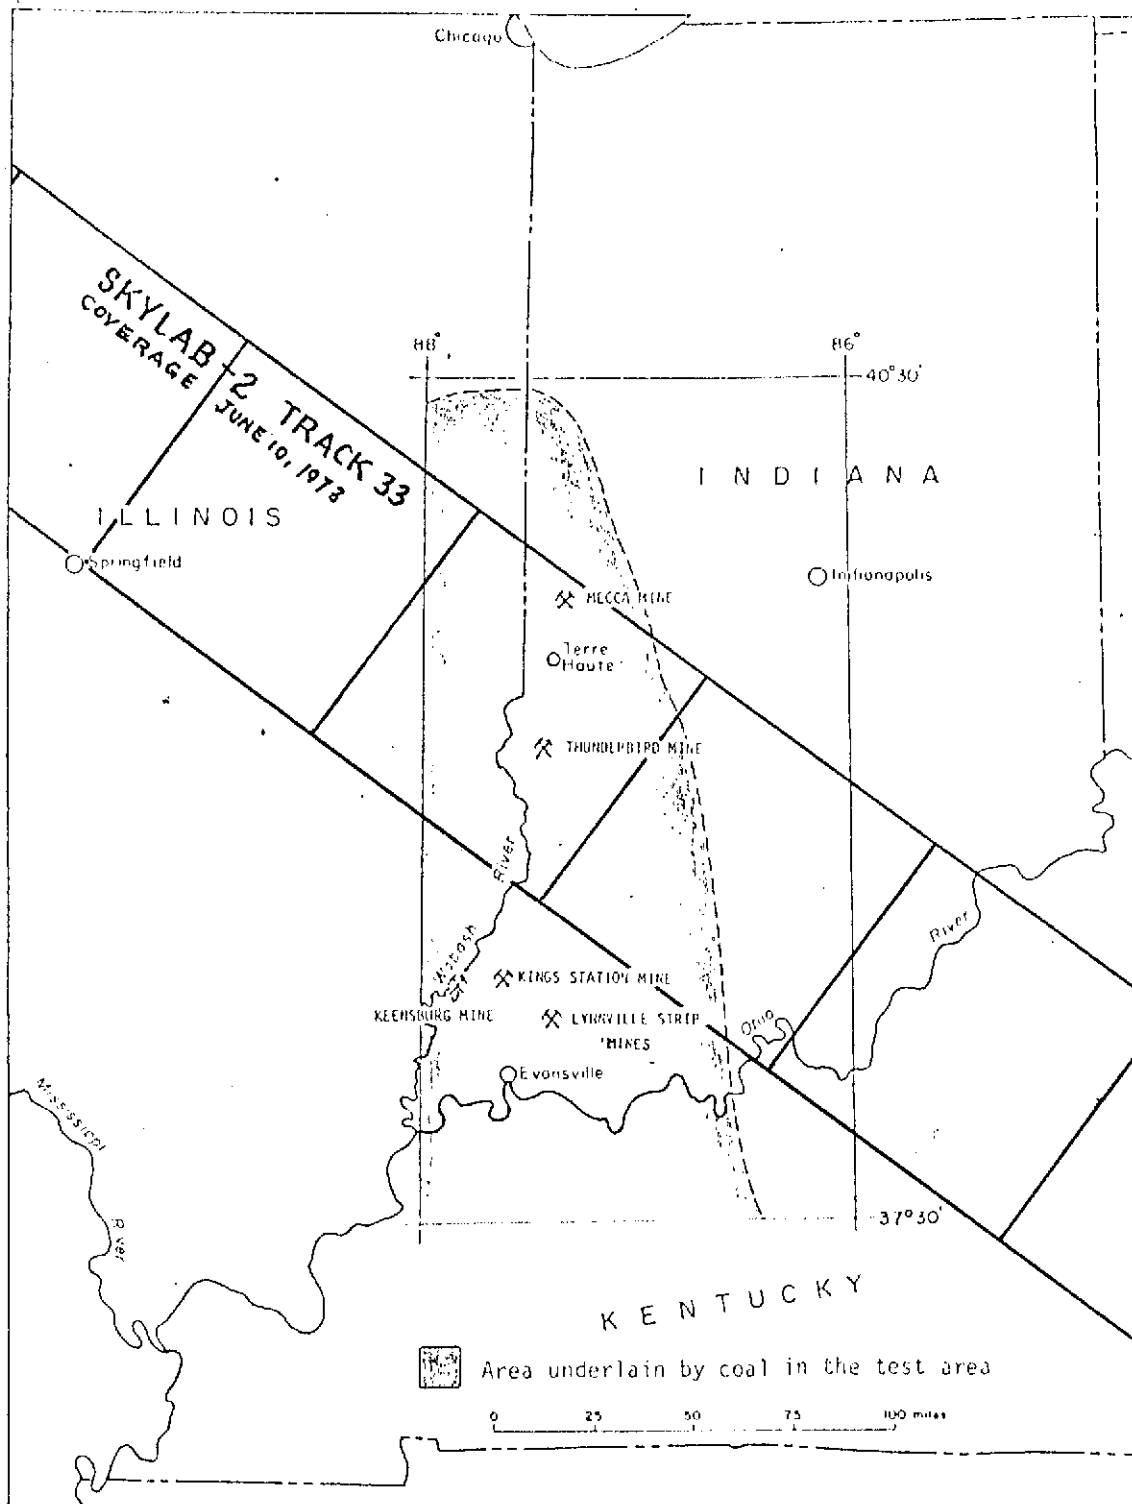 Chicago
SKYLAB-2 TRACK 33
COVERAGE JUNE 10, 1973
88°
86°
40°30'
INDIANA
ILLINOIS
Springfield
Indianapolis
MECCA MINE
Terre
Haute
THUNDERBIRD MINE
River
Wabash
River
KINGS STATION MINE
KEENSBURG MINE
LYNNVILLE STRIP
MINES
Ohio
Evansville
Mississippi
River
37°30'
KENTUCKY
Area underlain by coal in the test area
0 25 50 75 100 miles